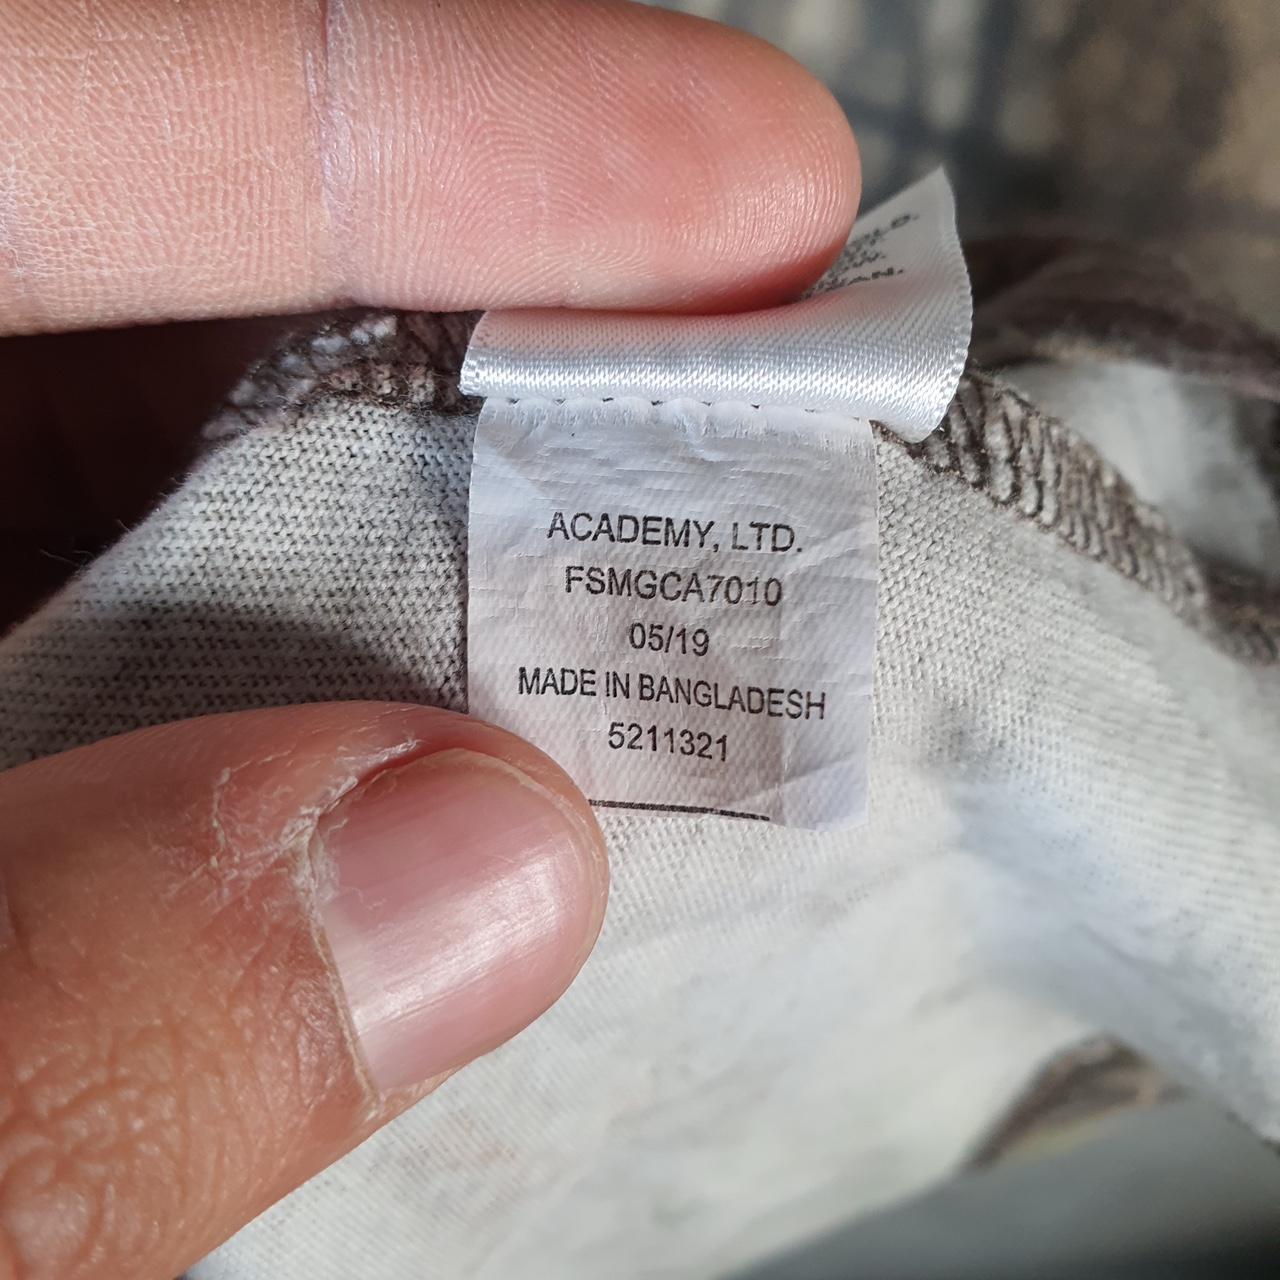 ACADEMY, LTD.
FSMGCA7010
05/19
MADE IN BANGLADESH
5211321